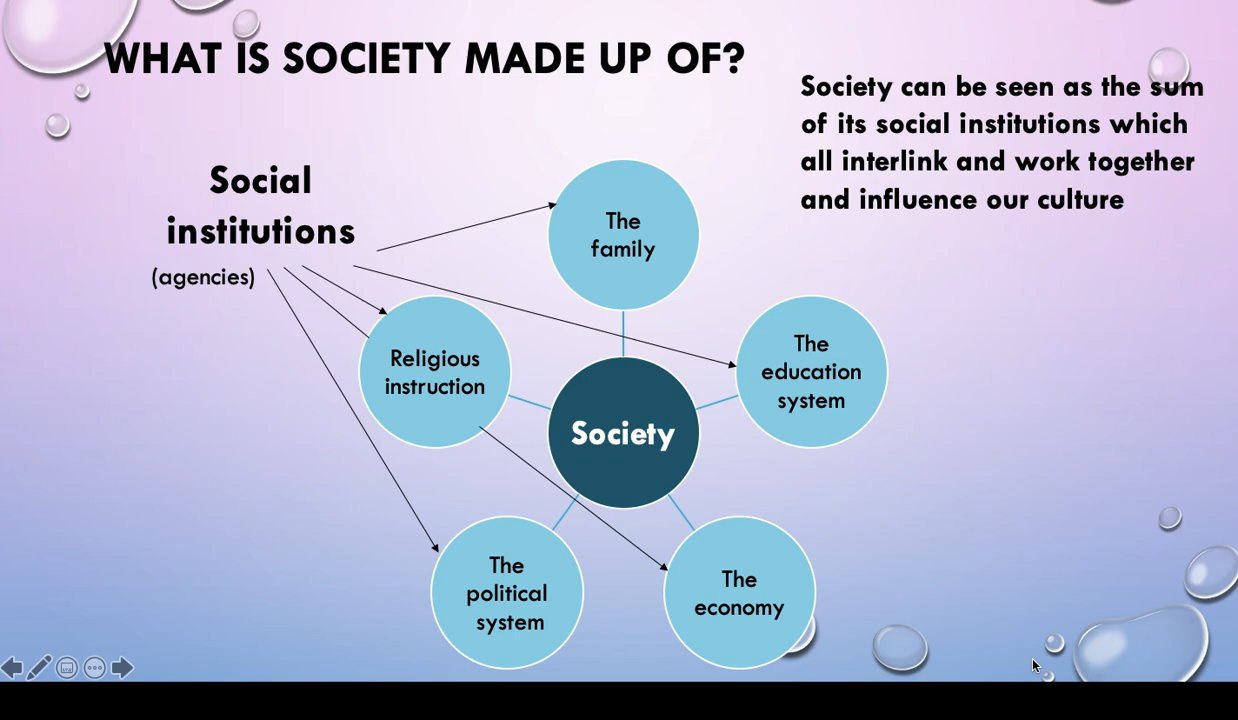 WHAT IS SOCIETY MADE UP OF?
Society can be seen as the sum
of its social institutions which
all interlink and work together
and influence our culture
Social
institutions
(agencies)
The
family
Religious
instruction
The
education
system
Society
The
political
system
The
economy